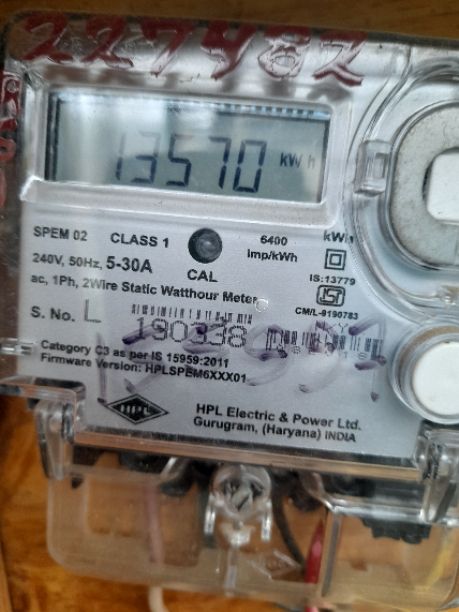 227482
13570 kWh
SPEM 02 CLASS 1 6400 imp/kWh kWh
240V, 50Hz, 5-30A CAL IS:13779
ac, 1Ph, 2Wire Static Watthour Meter
CM/L-9190783
S. No. L 190338
Category C3 as per IS 15959:2011
Firmware Version: HPLSPEM6XXX01
HPL
HPL Electric & Power Ltd.
Gurugram, (Haryana) INDIA